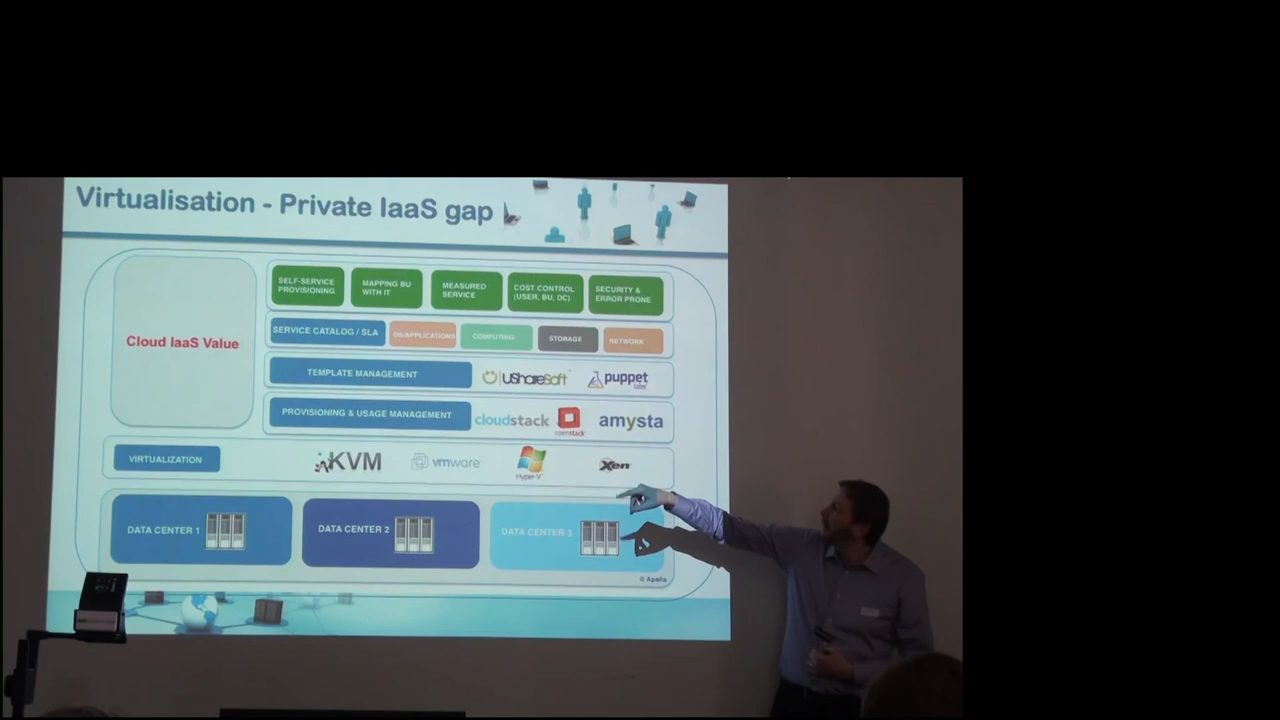 Virtualisation - Private IaaS gap
SELF-SERVICE
PROVISIONING
MAPPING BU
WITH IT
MEASURED
SERVICE
COST CONTROL
(USER, BU, DC)
SECURITY &
ERROR PRONE
Cloud IaaS Value
SERVICE CATALOG / SLA
OS/APPLICATIONS
COMPUTING
STORAGE
NETWORK
TEMPLATE MANAGEMENT
UShareSoft
puppet
labs
PROVISIONING & USAGE MANAGEMENT
cloudstack
openstack
amysta
VIRTUALIZATION
KVM
vmware
Hyper-V
Xen
DATA CENTER 1
DATA CENTER 2
DATA CENTER 3
© Apalia